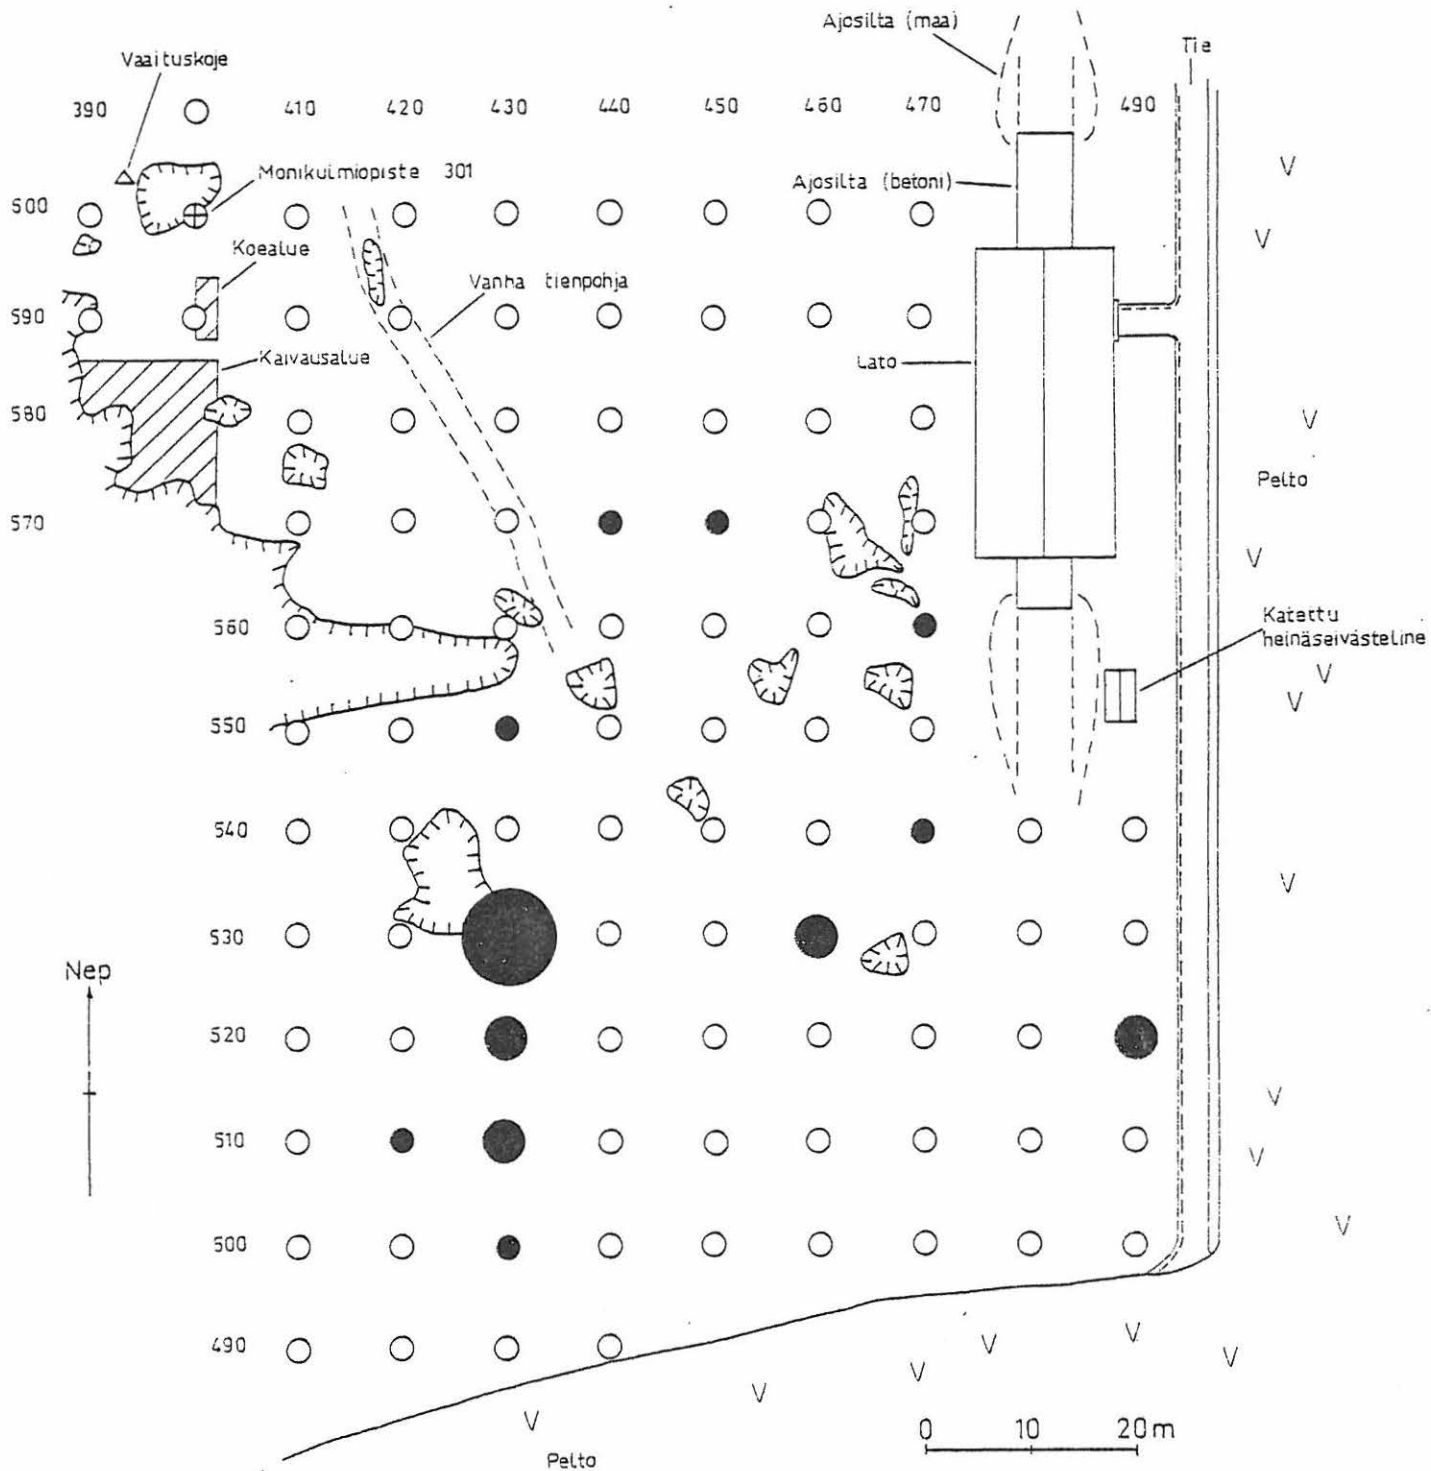 Ajosilta (maa)
Tie
Vaaituskoje
390 410 420 430 440 450 460 470 490
Monikulmiopiste 301
Ajosilta (betoni)
500
Koealue
Vanha tienpohja
590
Kaivausalue
Lato
580
Pelto
570
560
Katettu
heinäseivästeline
550
540
530
Nep
520
510
500
490
0 10 20 m
Pelto